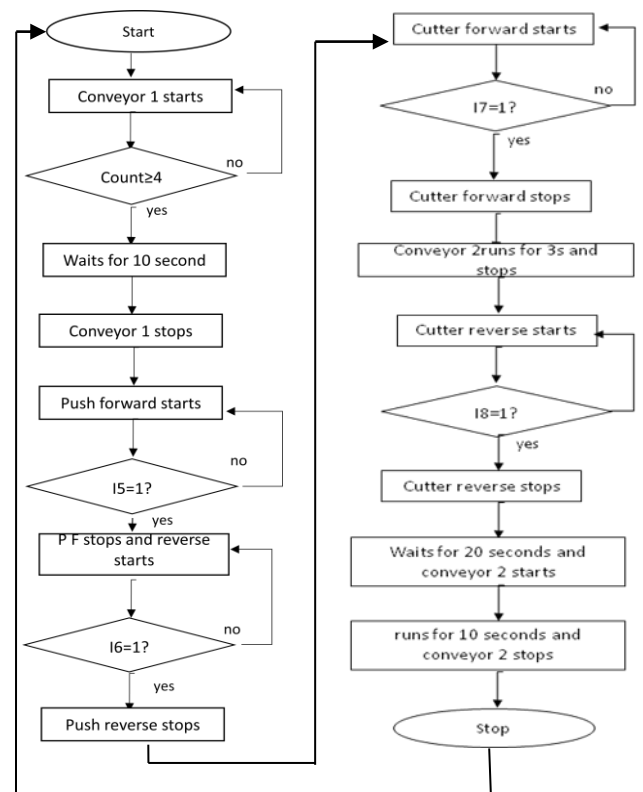 Start
Conveyor 1 starts
no
Count≥4
yes
Waits for 10 second
Conveyor 1 stops
Push forward starts
no
I5=1?
yes
P F stops and reverse
starts
no
I6=1?
yes
Push reverse stops
Cutter forward starts
no
I7=1?
yes
Cutter forward stops
Conveyor 2runs for 3s and
stops
Cutter reverse starts
I8=1?
yes
Cutter reverse stops
Waits for 20 seconds and
conveyor 2 starts
runs for 10 seconds and
conveyor 2 stops
Stop